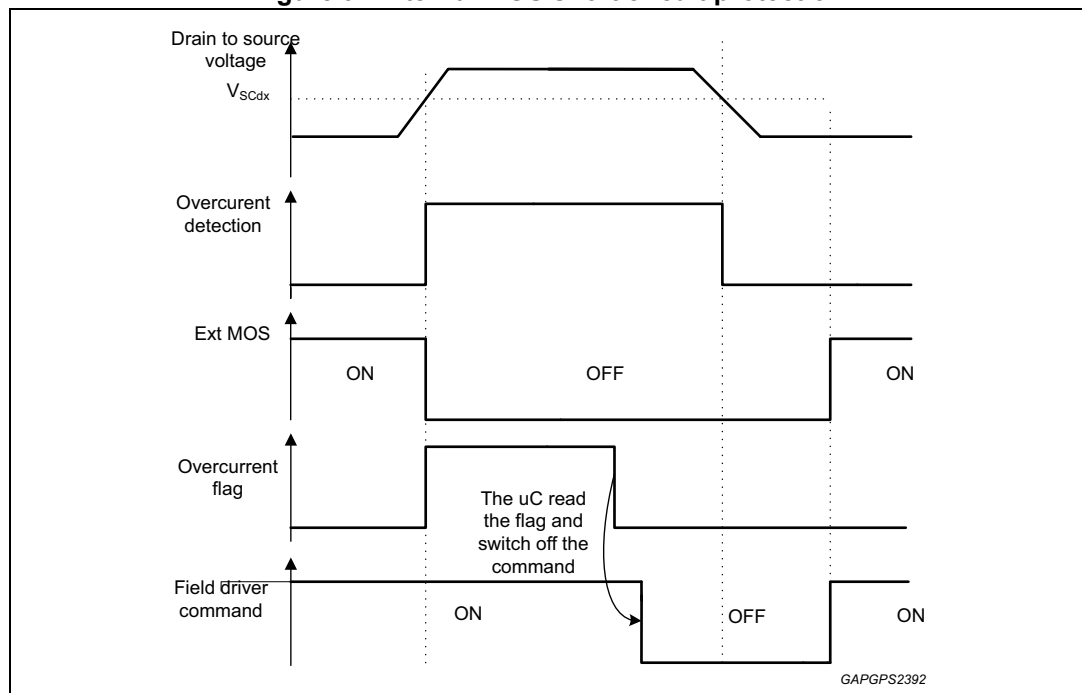 Drain to source
voltage
VSCdx
Overcurent
detection
Ext MOS
ON
OFF
ON
Overcurrent
flag
The uC read
the flag and
switch off the
command
Field driver
command
ON
OFF
ON
GAPGPS2392